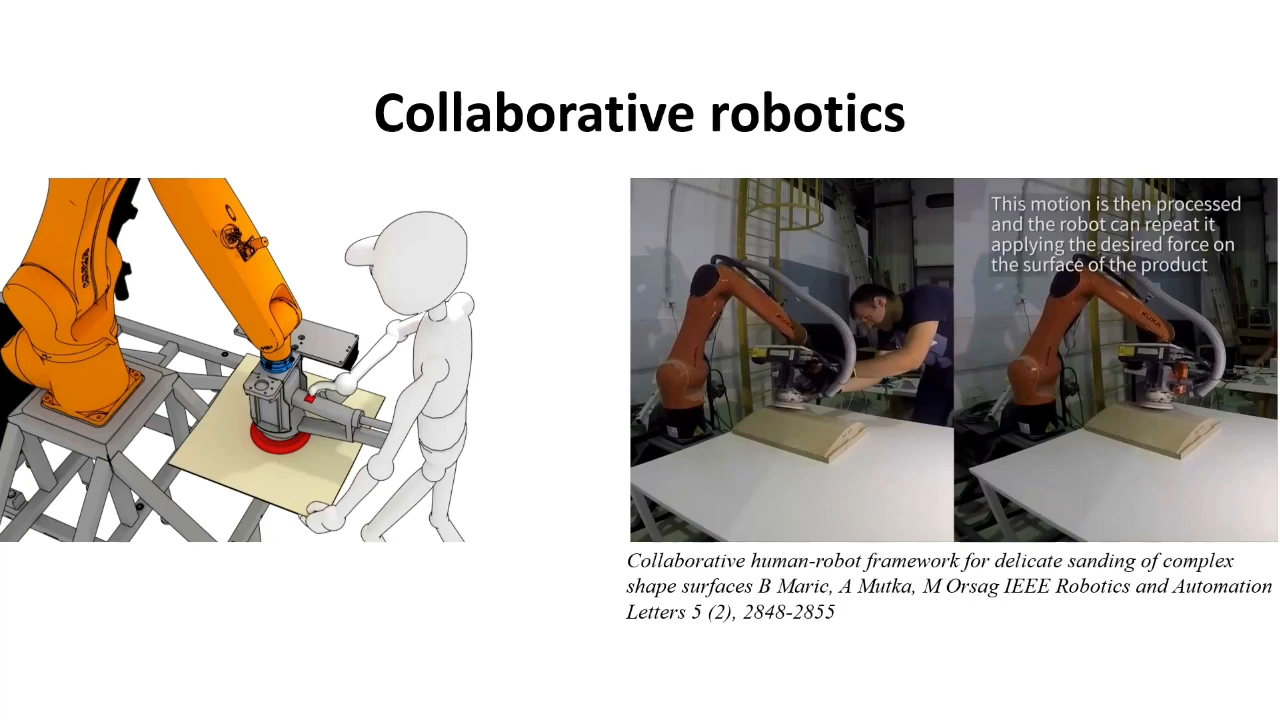 Collaborative robotics
This motion is then processed
and the robot can repeat it
applying the desired force on
the surface of the product
KUKA
KUKA
Collaborative human-robot framework for delicate sanding of complex
shape surfaces B Maric, A Mutka, M Orsag IEEE Robotics and Automation
Letters 5 (2), 2848-2855